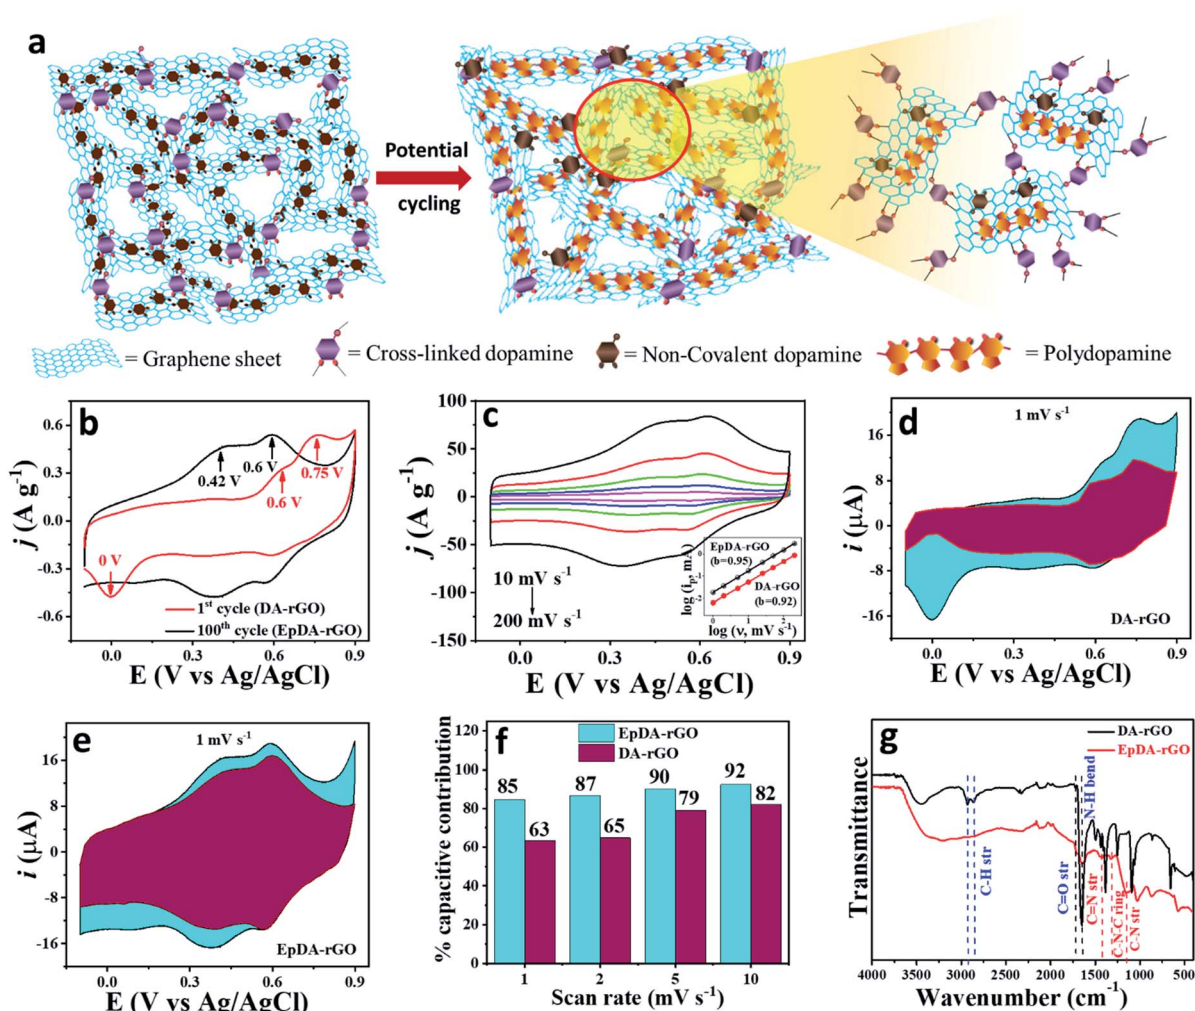 a
Potential
cycling
= Graphene sheet
= Cross-linked dopamine
= Non-Covalent dopamine
= Polydopamine
b
j (A g-1)
0.6
0.3
0.0
-0.3
-0.6
0.42 V
0.6 V
0.75 V
0.6 V
0 V
1st cycle (DA-rGO)
100th cycle (EpDA-rGO)
0.0 0.3 0.6 0.9
E (V vs Ag/AgCl)
c
j (A g-1)
100
50
0
-50
-100
-150
10 mV s-1
200 mV s-1
EpDA-rGO
(b=0.95)
DA-rGO
(b=0.92)
log (ip, mA)
0
-1
-2
0 1 2
log (ν, mV s-1)
0.0 0.3 0.6 0.9
E (V vs Ag/AgCl)
d
1 mV s-1
i (μA)
16
8
0
-8
-16
DA-rGO
0.0 0.3 0.6 0.9
E (V vs Ag/AgCl)
e
1 mV s-1
i (μA)
16
8
0
-8
-16
EpDA-rGO
0.0 0.3 0.6 0.9
E (V vs Ag/AgCl)
f
EpDA-rGO
DA-rGO
% capacitive contribution
120
100
80
60
40
20
0
85 63 87 65 90 79 92 82
1 2 5 10
Scan rate (mV s-1)
g
DA-rGO
EpDA-rGO
Transmittance
C-H str
C=O str
N-H bend
C=N str
C-N-C ring
C-N str
4000 3500 3000 2500 2000 1500 1000 500
Wavenumber (cm-1)